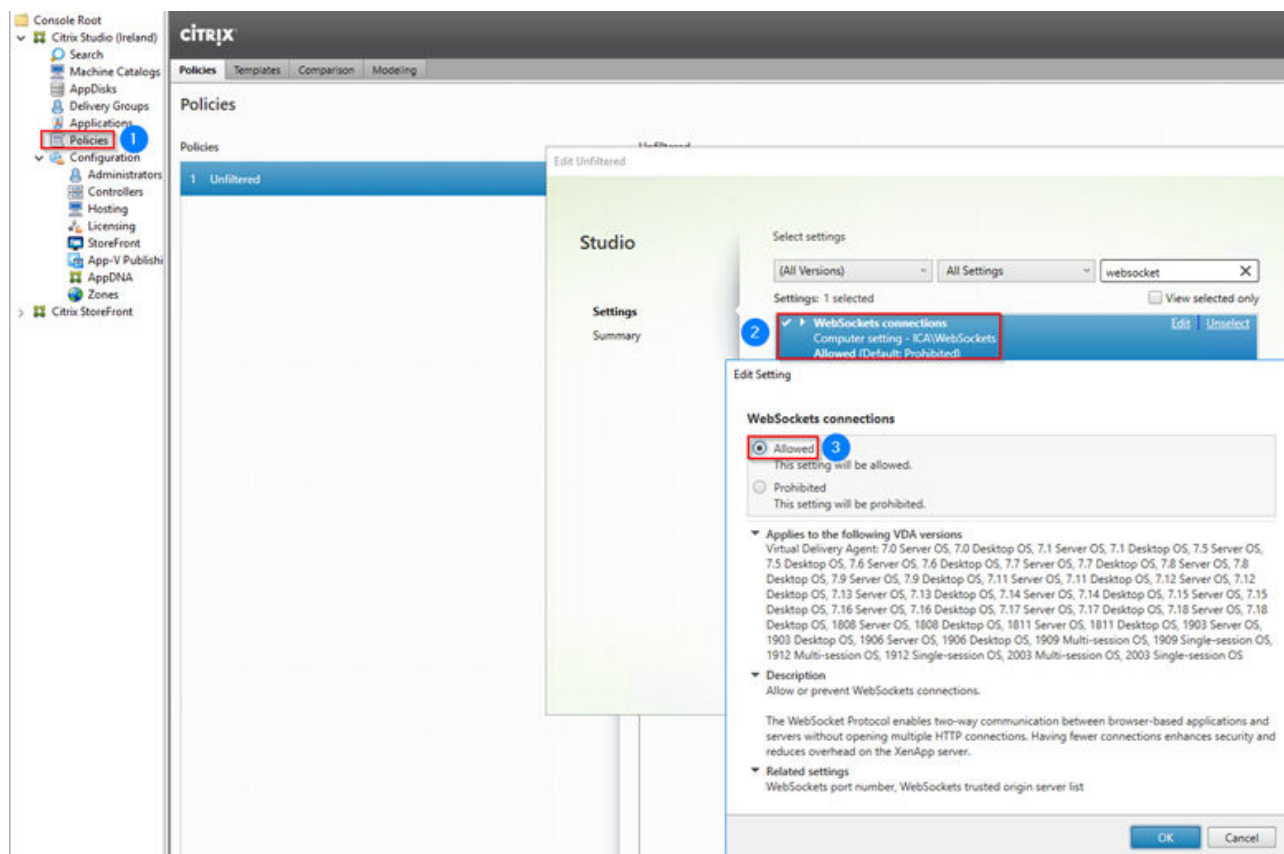 Console Root
Citrix Studio (Ireland)
Search
Machine Catalogs
AppDisks
Delivery Groups
Applications
Policies 1
Configuration
Administrators
Controllers
Hosting
Licensing
StoreFront
App-V Publishi
AppDNA
Zones
Citrix StoreFront
CITRIX
Policies Templates Comparison Modeling
Policies
Policies
Unfiltered
1 Unfiltered
Edit Unfiltered
Studio
Settings
Summary
Select settings
(All Versions) All Settings websocket X
Settings: 1 selected View selected only
2
WebSockets connections Edit Unselect
Computer setting - ICA\WebSockets
Allowed (Default: Prohibited)
Edit Setting
WebSockets connections
Allowed 3
This setting will be allowed.
Prohibited
This setting will be prohibited.
Applies to the following VDA versions
Virtual Delivery Agent: 7.0 Server OS, 7.0 Desktop OS, 7.1 Server OS, 7.1 Desktop OS, 7.5 Server OS,
7.5 Desktop OS, 7.6 Server OS, 7.6 Desktop OS, 7.7 Server OS, 7.7 Desktop OS, 7.8 Server OS, 7.8
Desktop OS, 7.9 Server OS, 7.9 Desktop OS, 7.11 Server OS, 7.11 Desktop OS, 7.12 Server OS, 7.12
Desktop OS, 7.13 Server OS, 7.13 Desktop OS, 7.14 Server OS, 7.14 Desktop OS, 7.15 Server OS, 7.15
Desktop OS, 7.16 Server OS, 7.16 Desktop OS, 7.17 Server OS, 7.17 Desktop OS, 7.18 Server OS, 7.18
Desktop OS, 1808 Server OS, 1808 Desktop OS, 1811 Server OS, 1811 Desktop OS, 1903 Server OS,
1903 Desktop OS, 1906 Server OS, 1906 Desktop OS, 1909 Multi-session OS, 1909 Single-session OS,
1912 Multi-session OS, 1912 Single-session OS, 2003 Multi-session OS, 2003 Single-session OS
Description
Allow or prevent WebSockets connections.
The WebSocket Protocol enables two-way communication between browser-based applications and
servers without opening multiple HTTP connections. Having fewer connections enhances security and
reduces overhead on the XenApp server.
Related settings
WebSockets port number, WebSockets trusted origin server list
OK Cancel